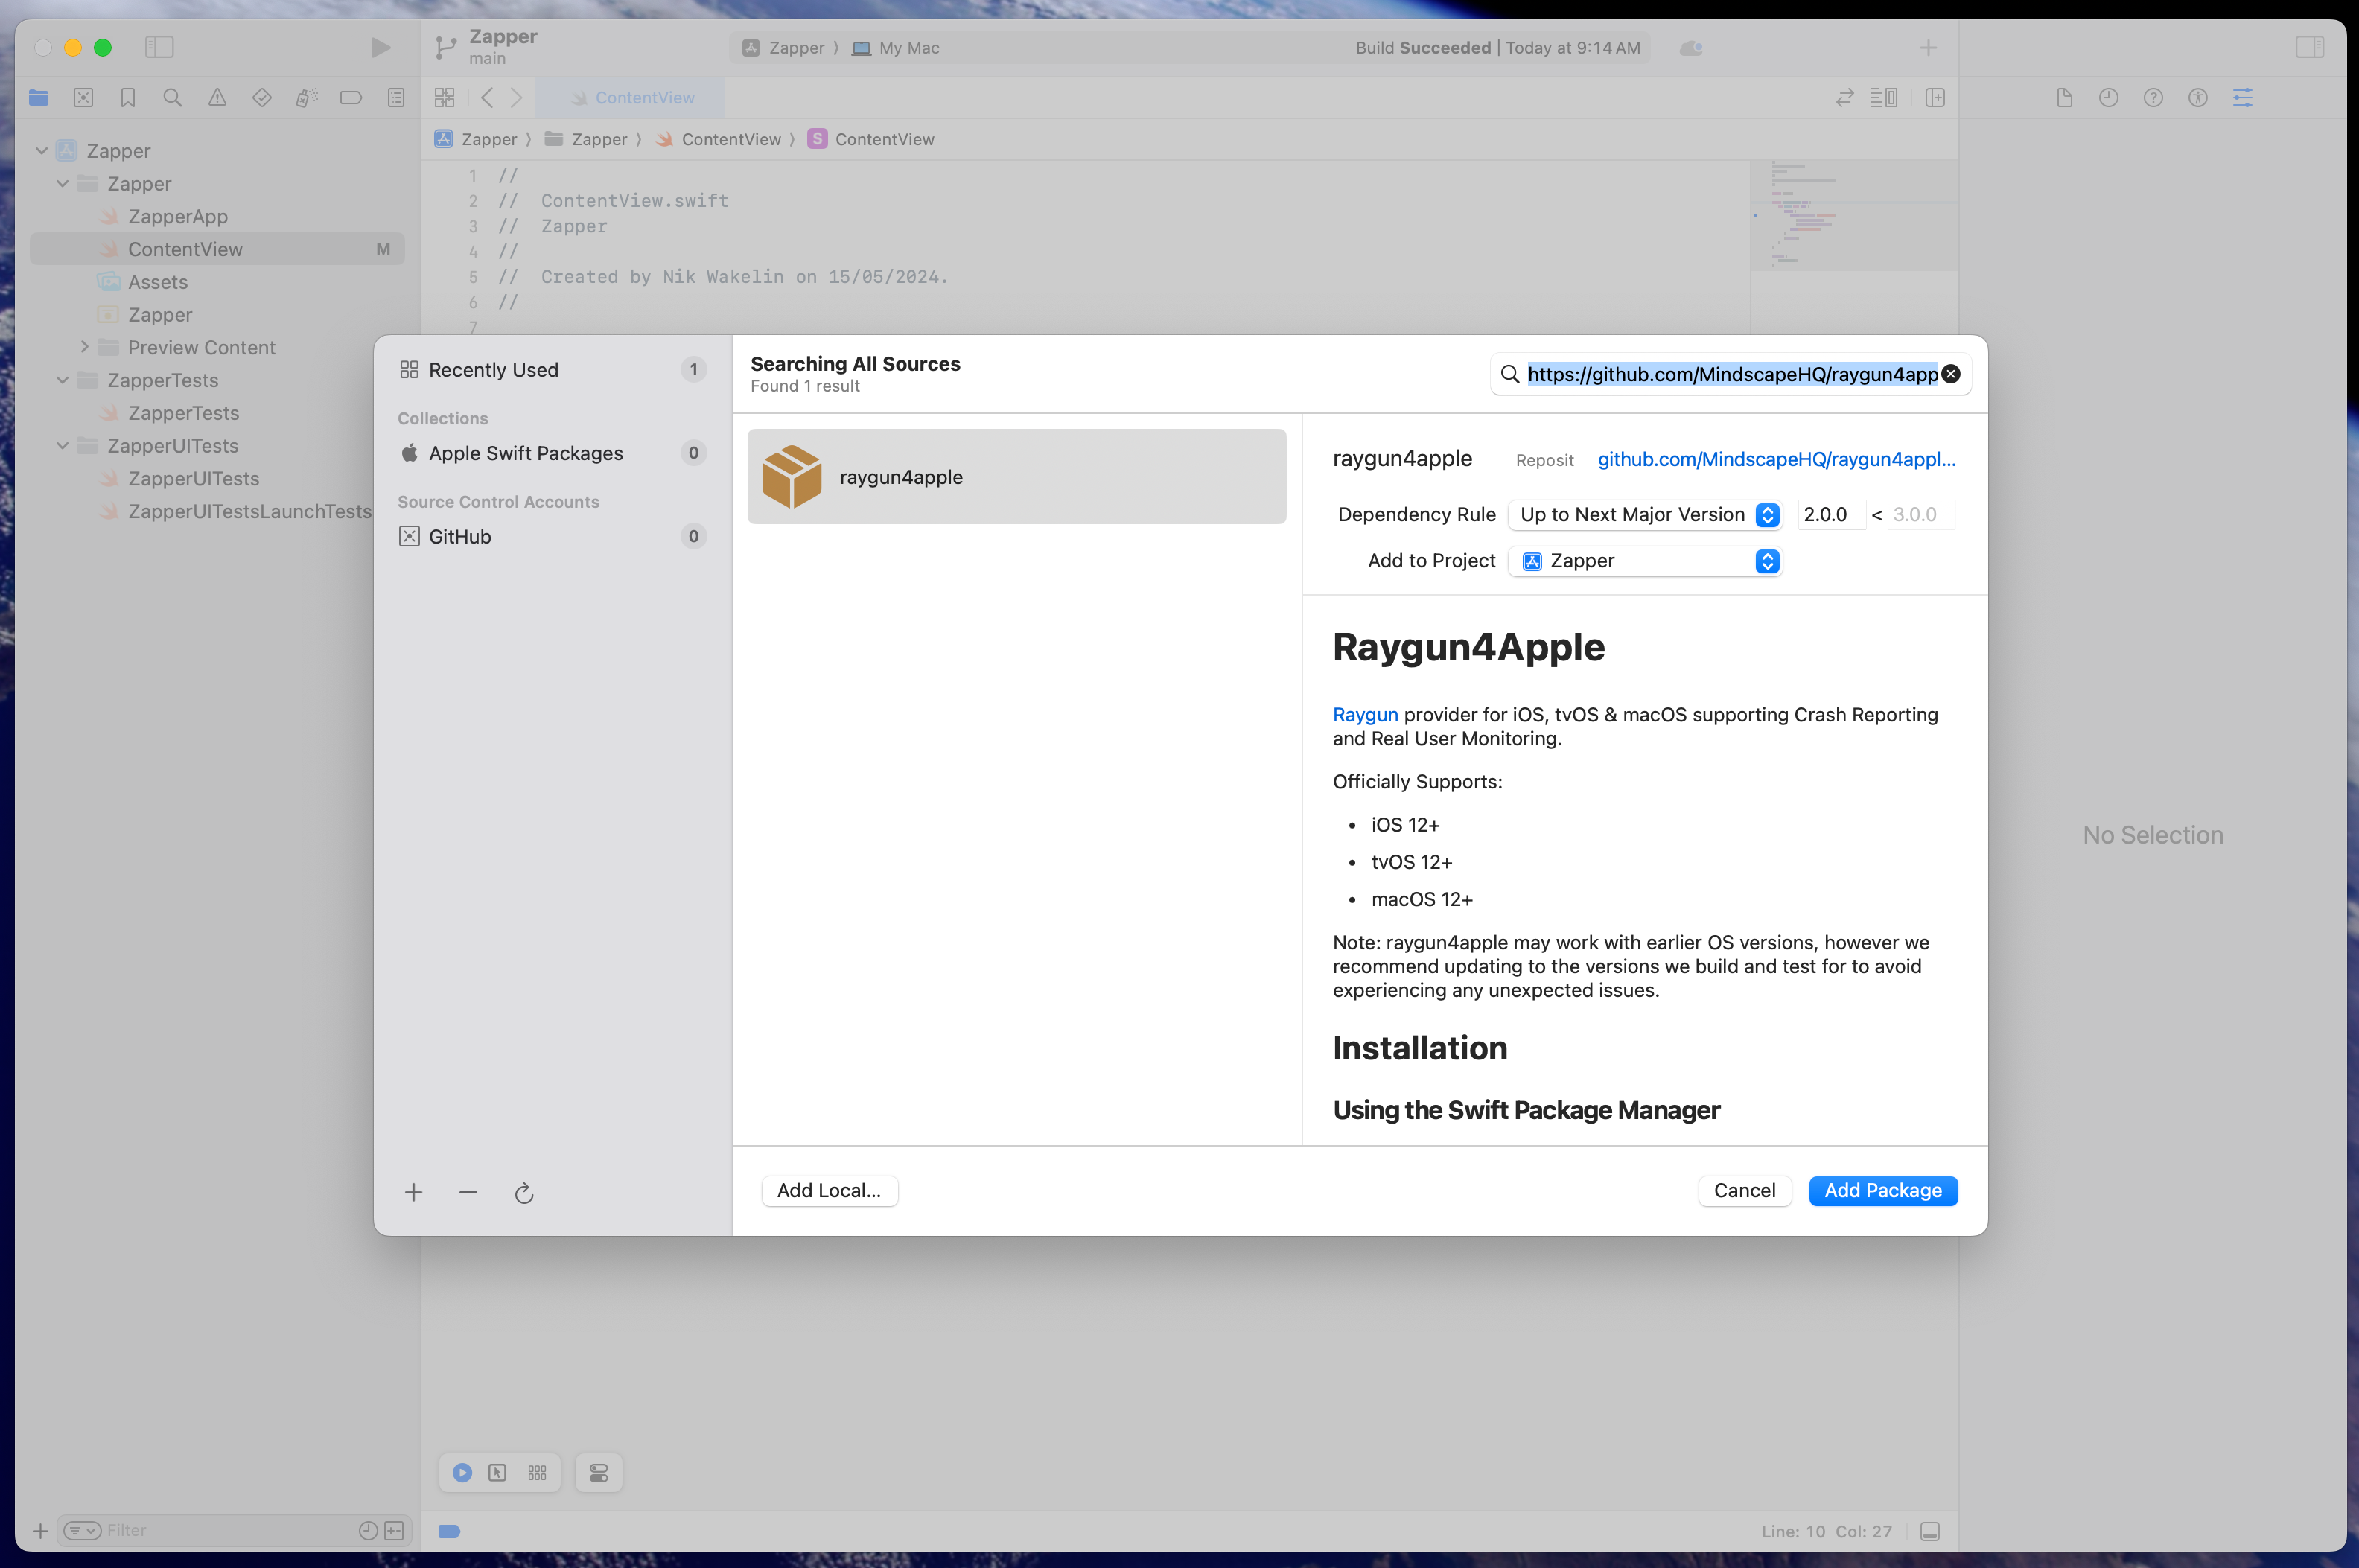 Zapper
main
Zapper
My Mac
Build Succeeded | Today at 9:14 AM
ContentView
Zapper
Zapper
ContentView
S
ContentView
Zapper
Zapper
ZapperApp
ContentView
M
Assets
Zapper
Preview Content
ZapperTests
ZapperTests
ZapperUITests
ZapperUITests
ZapperUITestsLaunchTests
1 //
2 //  ContentView.swift
3 //  Zapper
4 //
5 //  Created by Nik Wakelin on 15/05/2024.
6 //
7
Recently Used
1
Collections
Apple Swift Packages
0
Source Control Accounts
GitHub
0
Searching All Sources
Found 1 result
https://github.com/MindscapeHQ/raygun4app
raygun4apple
raygun4apple
Reposit
github.com/MindscapeHQ/raygun4appl...
Dependency Rule
Up to Next Major Version
2.0.0 < 3.0.0
Add to Project
Zapper
Raygun4Apple
Raygun provider for iOS, tvOS & macOS supporting Crash Reporting
and Real User Monitoring.
Officially Supports:
• iOS 12+
• tvOS 12+
• macOS 12+
Note: raygun4apple may work with earlier OS versions, however we
recommend updating to the versions we build and test for to avoid
experiencing any unexpected issues.
Installation
Using the Swift Package Manager
Add Local...
Cancel
Add Package
No Selection
Filter
Line: 10 Col: 27